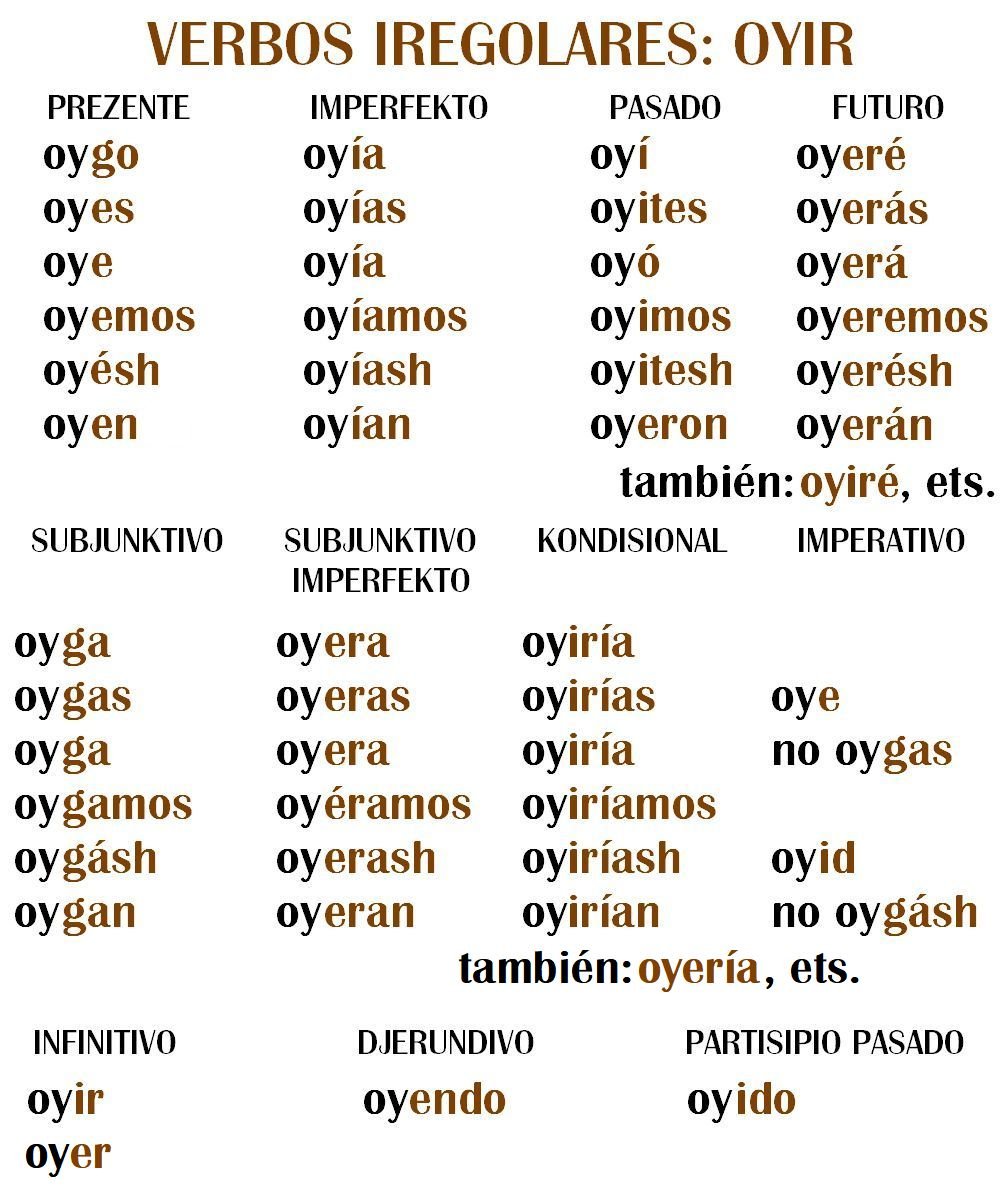 VERBOS IREGOLARES: OYIR
PREZENTE IMPERFEKTO PASADO FUTURO
oygo oyía oyí oyeré
oyes oyías oyites oyerás
oye oyía oyó oyerá
oyemos oyíamos oyimos oyeremos
oyésh oyíash oyitesh oyerésh
oyen oyían oyeron oyerán
también: oyiré, ets.
SUBJUNKTIVO SUBJUNKTIVO KONDISIONAL IMPERATIVO
IMPERFEKTO
oyga oyera oyiría
oygas oyeras oyirías oye
oyga oyera oyiría no oygas
oygamos oyéramos oyiríamos
oygásh oyerash oyiríash oyid
oygan oyeran oyirían no oygásh
también: oyería, ets.
INFINITIVO DJERUNDIVO PARTISIPIO PASADO
oyir oyendo oyido
oyer